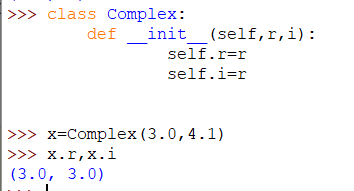 >>> class Complex:
        def __init__(self,r,i):
                self.r=r
                self.i=r
>>> x=Complex(3.0,4.1)
>>> x.r,x.i
(3.0, 3.0)
>>>